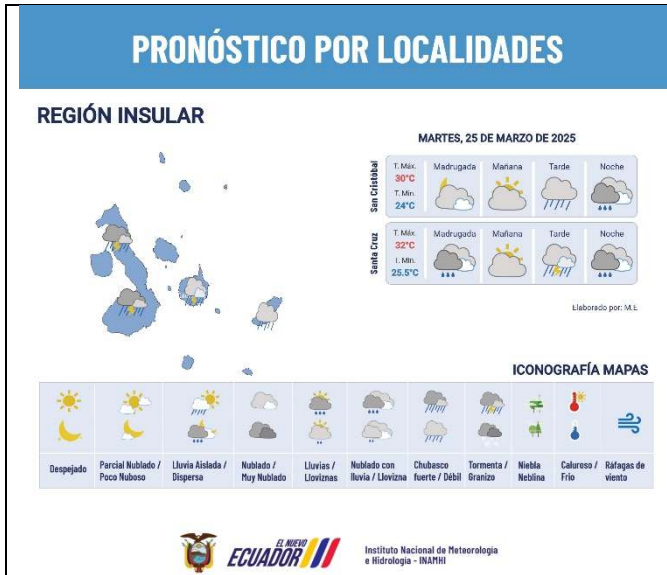 PRONÓSTICO POR LOCALIDADES
REGIÓN INSULAR
MARTES, 25 DE MARZO DE 2025
San Cristóbal
T. Máx.
30°C
T. Mín.
24°C
Madrugada
Mañana
Tarde
Noche
Santa Cruz
T. Máx.
32°C
T. Mín.
25.5°C
Madrugada
Mañana
Tarde
Noche
Elaborado por: M.E
ICONOGRAFÍA MAPAS
Despejado
Parcial Nublado /
Poco Nuboso
Lluvia Aislada /
Dispersa
Nublado /
Muy Nublado
Lluvias /
Lloviznas
Nublado con
lluvia / Llovizna
Chubasco
fuerte / Débil
Tormenta /
Granizo
Niebla
Neblina
Caluroso /
Frio
Ráfagas de
viento
EL NUEVO
ECUADOR
Instituto Nacional de Meteorología
e Hidrología - INAMHI